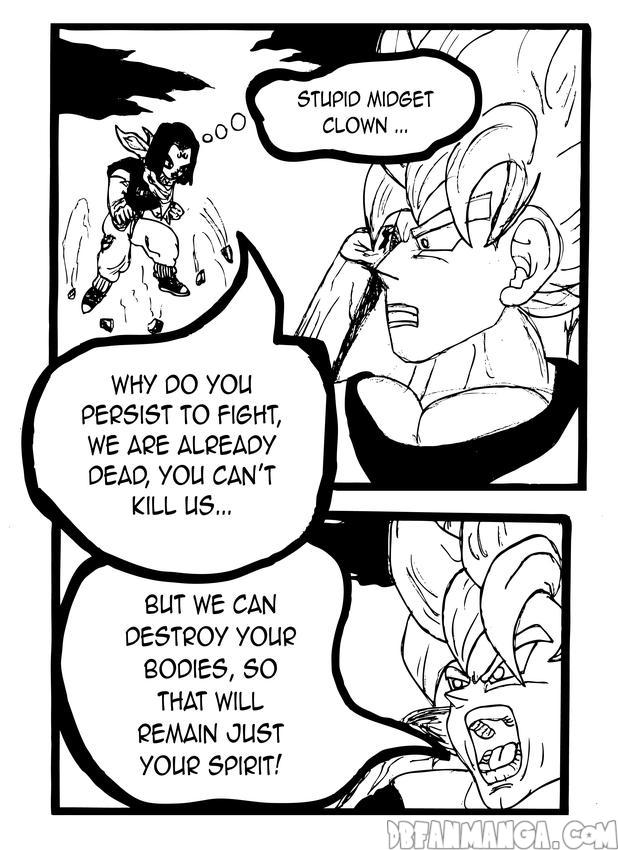 STUPID MIDGET
CLOWN ...
WHY DO YOU
PERSIST TO FIGHT,
WE ARE ALREADY
DEAD, YOU CAN'T
KILL US...
BUT WE CAN
DESTROY YOUR
BODIES, SO
THAT WILL
REMAIN JUST
YOUR SPIRIT!
DBFANMANGA.COM